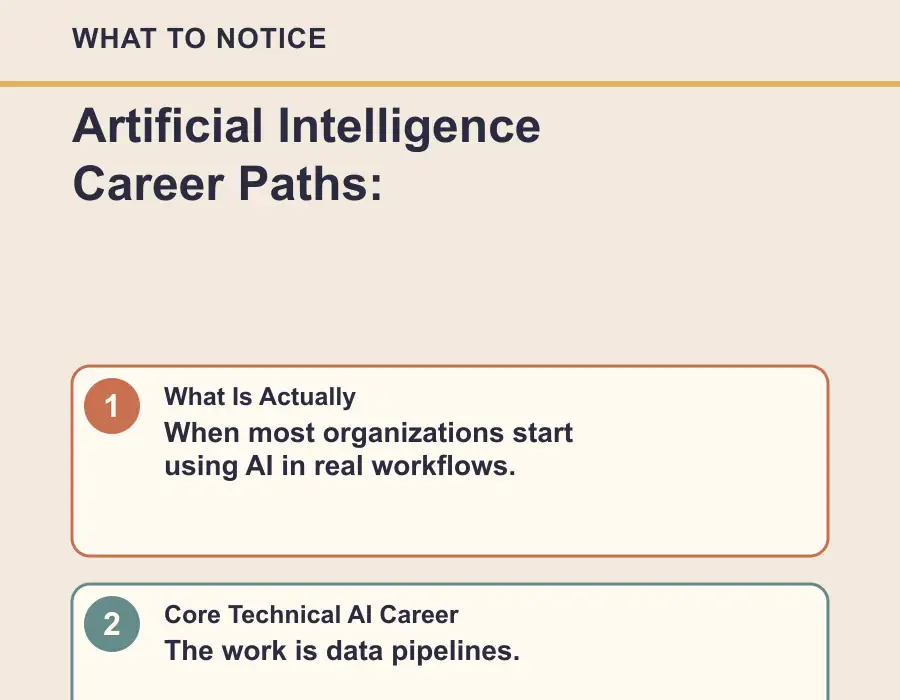 WHAT TO NOTICE
Artificial Intelligence
Career Paths:
1
What Is Actually
When most organizations start
using AI in real workflows.
2
Core Technical AI Career
The work is data pipelines.